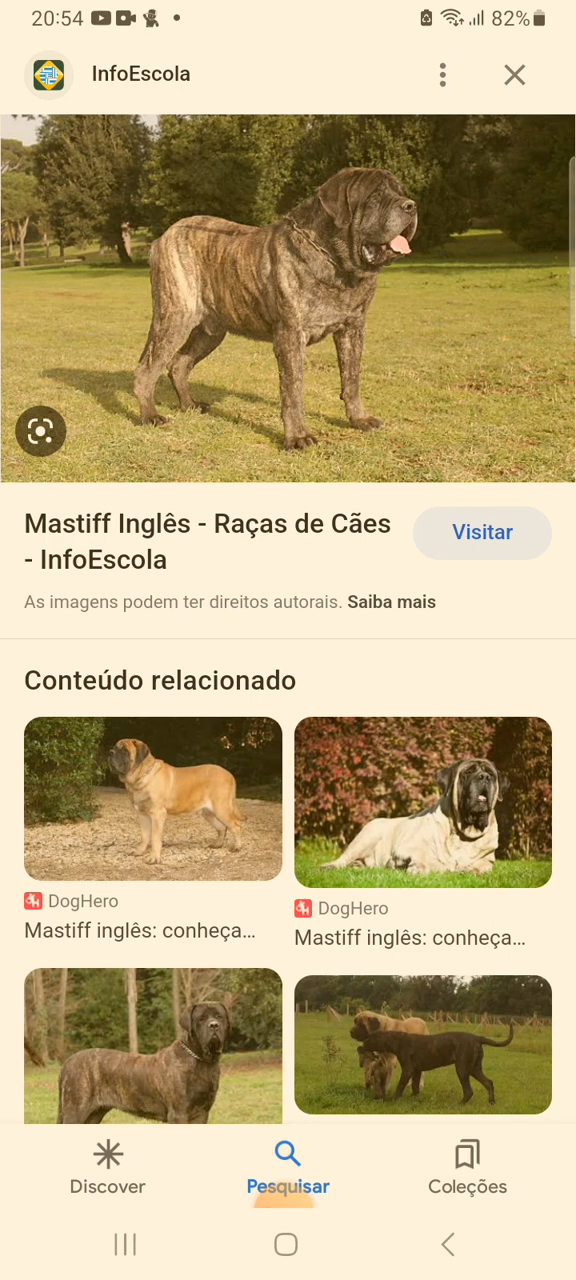 20:54
82%
InfoEscola
Mastiff Inglês - Raças de Cães
- InfoEscola
Visitar
As imagens podem ter direitos autorais. Saiba mais
Conteúdo relacionado
DogHero
Mastiff inglês: conheça...
DogHero
Mastiff inglês: conheça...
Discover
Pesquisar
Coleções